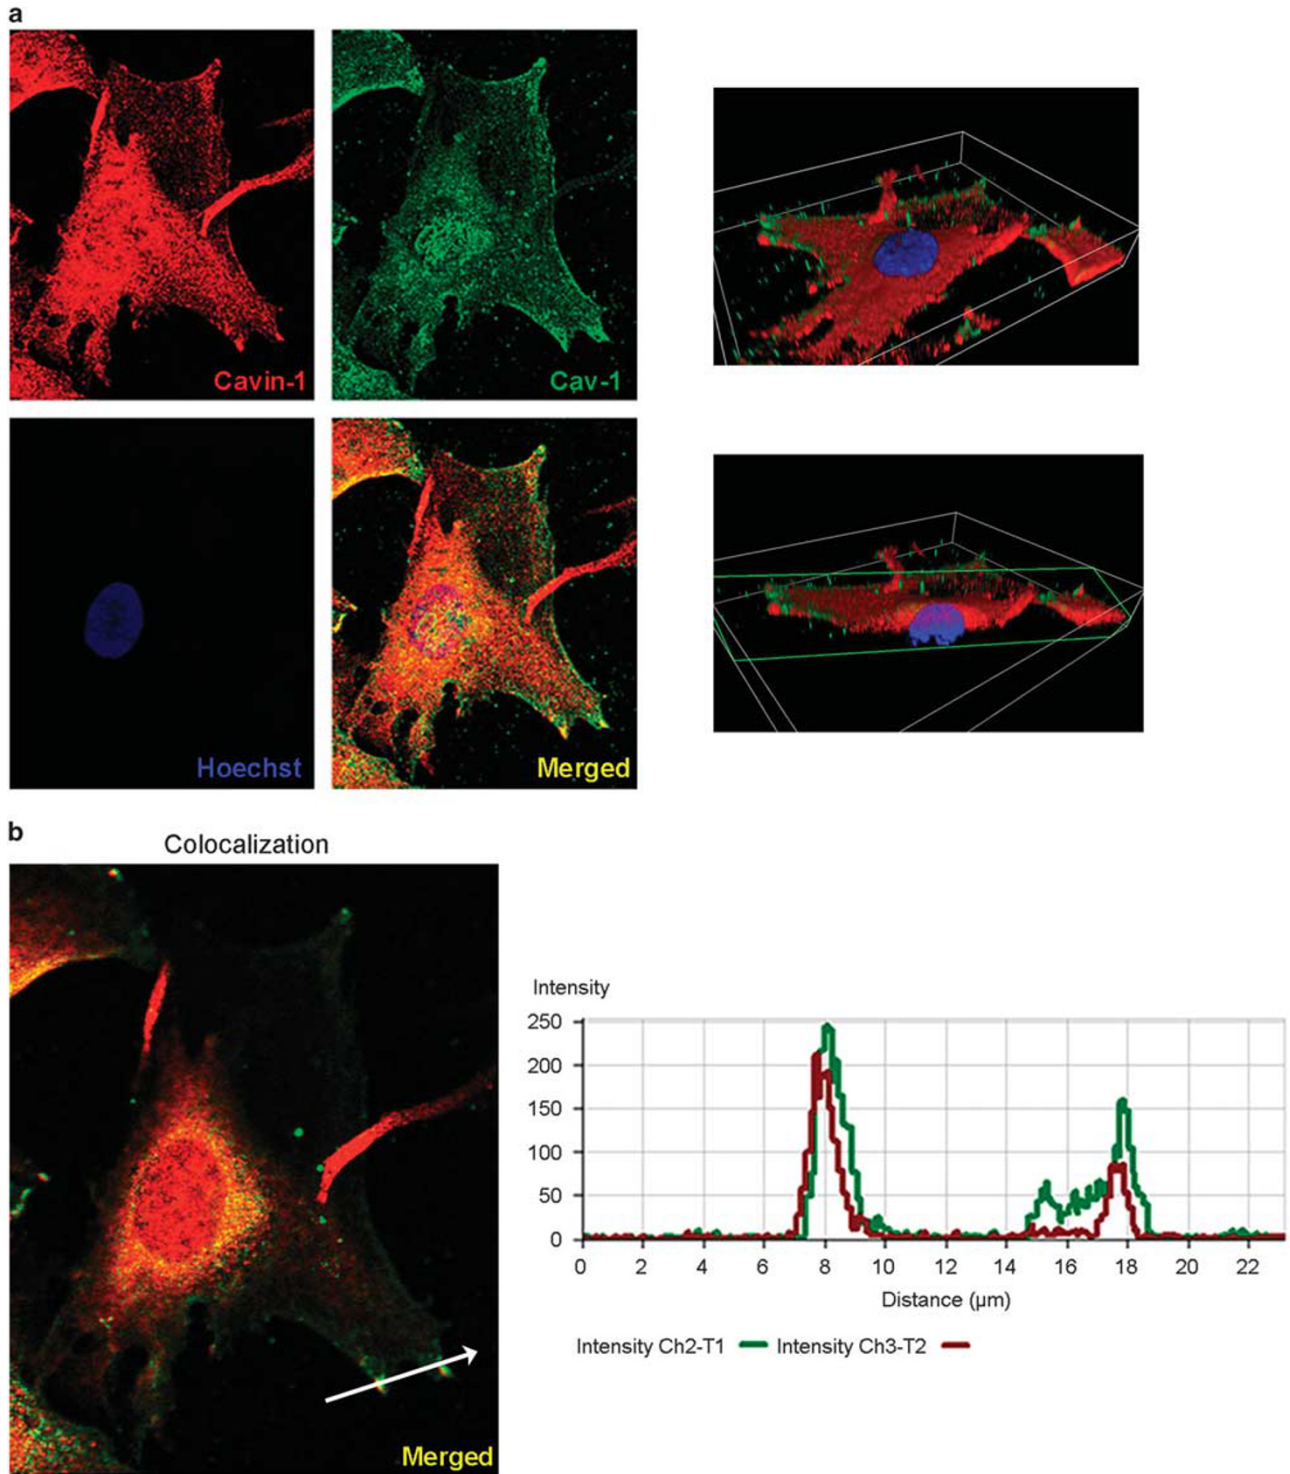 a
Cavin-1
Cav-1
Hoechst
Merged
b
Colocalization
Merged
Intensity
250
200
150
100
50
0
0 2 4 6 8 10 12 14 16 18 20 22
Distance (µm)
Intensity Ch2-T1 Intensity Ch3-T2